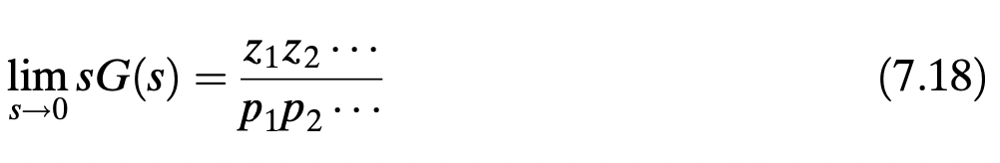 lim sG(s) = z₁z₂ ··· / p₁p₂ ··· (7.18)
s→0